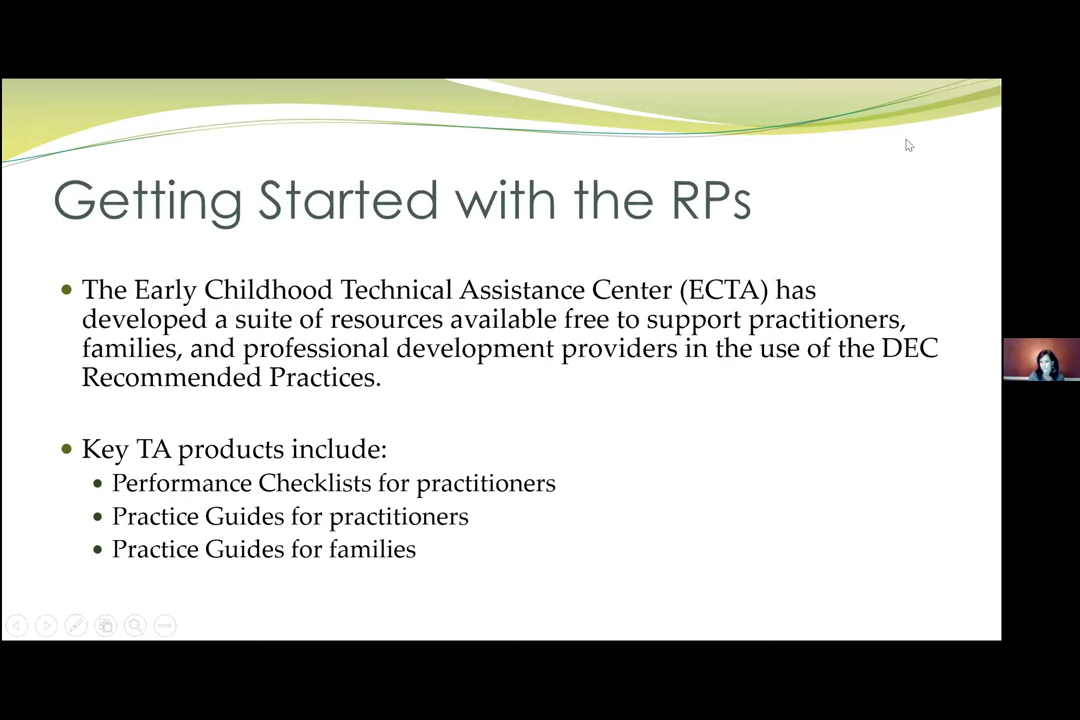 Getting Started with the RPs
• The Early Childhood Technical Assistance Center (ECTA) has
developed a suite of resources available free to support practitioners,
families, and professional development providers in the use of the DEC
Recommended Practices.
• Key TA products include:
• Performance Checklists for practitioners
• Practice Guides for practitioners
• Practice Guides for families